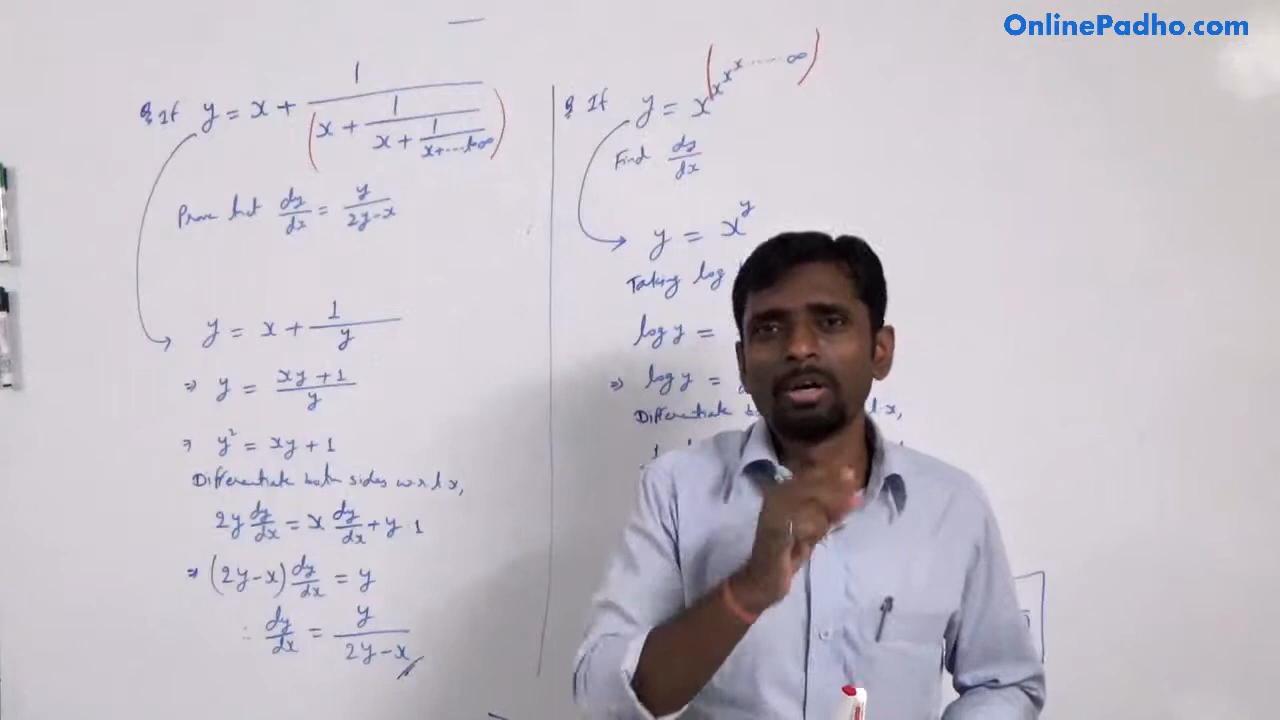 OnlinePadho.com
Q If y = x + 1/(x + 1/(x + 1/(x+....to ∞)))
Prove that dy/dx = y/(2y-x)
y = x + 1/y
⇒ y = (xy+1)/y
⇒ y² = xy + 1
Differentiate both sides w.r.t x,
2y dy/dx = x dy/dx + y·1
⇒ (2y-x) dy/dx = y
∴ dy/dx = y/(2y-x)
Q If y = x^(x^x^x.....∞)
Find dy/dx
y = x^y
Taking log
log y =
⇒ log y =
Differentiate